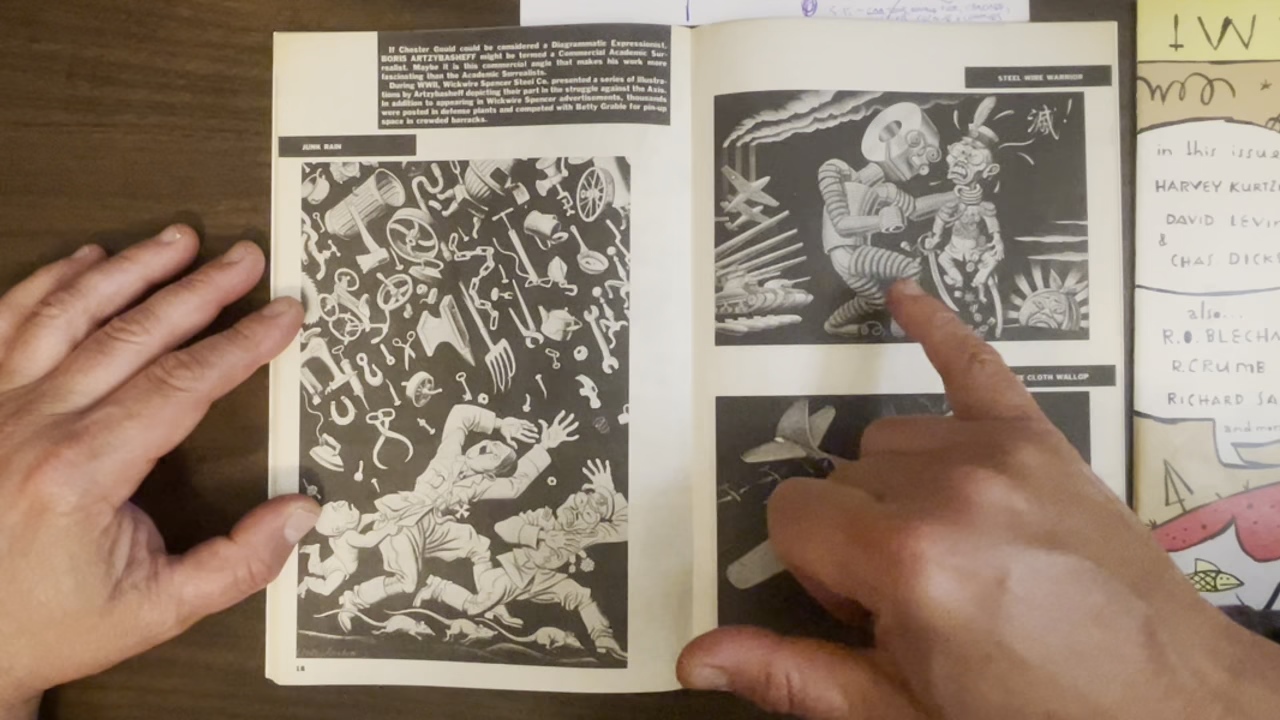 If Chester Gould could be considered a Diagrammatic Expressionist,
BORIS ARTZYBASHEFF might be termed a Commercial Academic Sur-
realist. Maybe it is this commercial angle that makes his work more
fascinating than the Academic Surrealists.
During WWII, Wickwire Spencer Steel Co. presented a series of illustra-
tions by Artzybasheff depicting their part in the struggle against the Axis.
In addition to appearing in Wickwire Spencer advertisements, thousands
were posted in defense plants and competed with Betty Grable for pin-up
space in crowded barracks.
JUNK RAIN
18
STEEL WIRE WARRIOR
滅!
CLOTH WALLOP
in this issue
HARVEY KURTZ
DAVID LEVI
&
CHAS. DICK
also...
R.O. BLECHA
R. CRUMB
RICHARD SA
and more